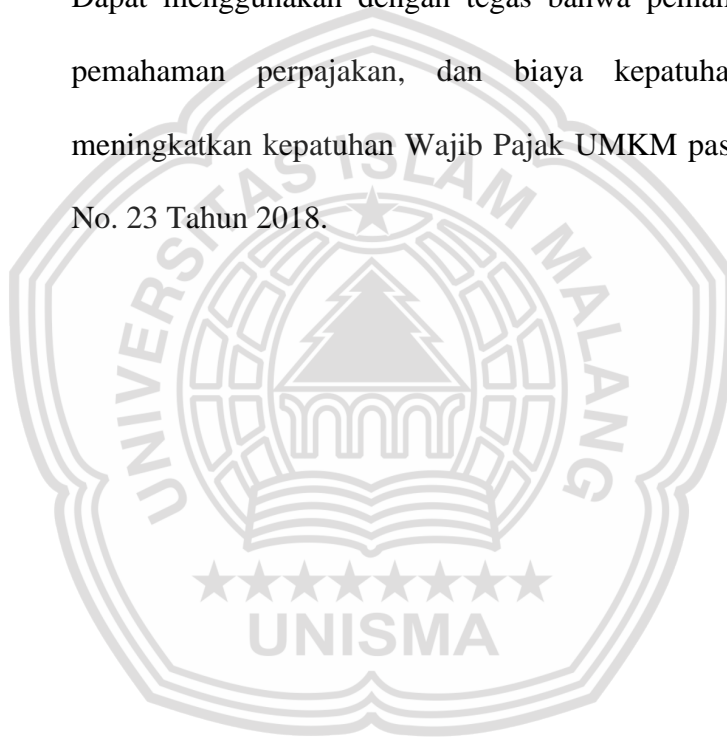 Dapat menggunakan dengan tegas bahwa
pemahaman perpajakan, dan biaya
meningkatkan kepatuhan Wajib Pajak UMKM
No. 23 Tahun 2018.
UNIVERSITAS ISLAM MALANG
UNISMA